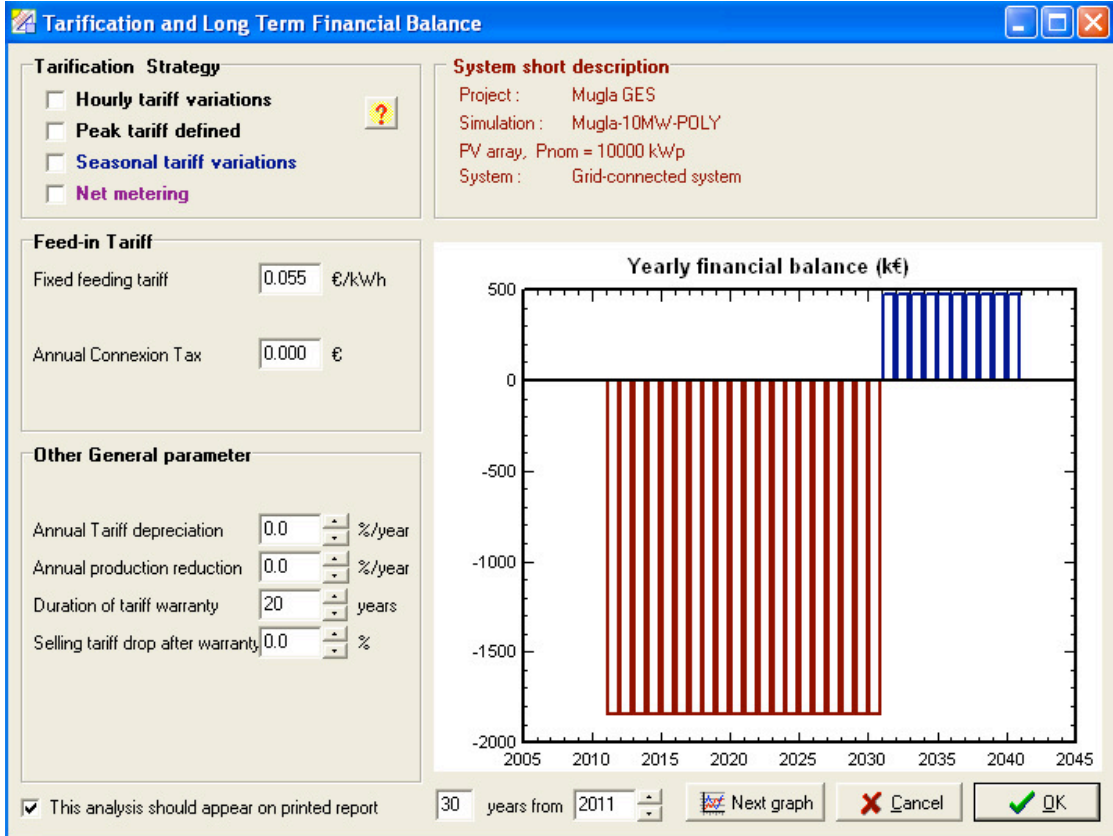 Tarification and Long Term Financial Balance
Tarification Strategy
Hourly tariff variations
Peak tariff defined
Seasonal tariff variations
Net metering
?
System short description
Project : Mugla GES
Simulation : Mugla-10MW-POLY
PV array, Pnom = 10000 kWp
System : Grid-connected system
Feed-in Tariff
Fixed feeding tariff 0.055 €/kWh
Annual Connexion Tax 0.000 €
Other General parameter
Annual Tariff depreciation 0.0 %/year
Annual production reduction 0.0 %/year
Duration of tariff warranty 20 years
Selling tariff drop after warranty 0.0 %
Yearly financial balance (k€)
500
0
-500
-1000
-1500
-2000
2005 2010 2015 2020 2025 2030 2035 2040 2045
This analysis should appear on printed report
30 years from 2011
Next graph
Cancel
OK